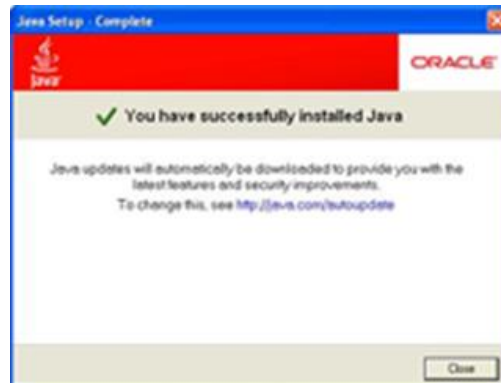 Java Setup - Complete
Java
ORACLE
You have successfully installed Java
Java updates will automatically be downloaded to provide you with the
latest features and security improvements.
To change this, see http://java.com/autoupdate
Close